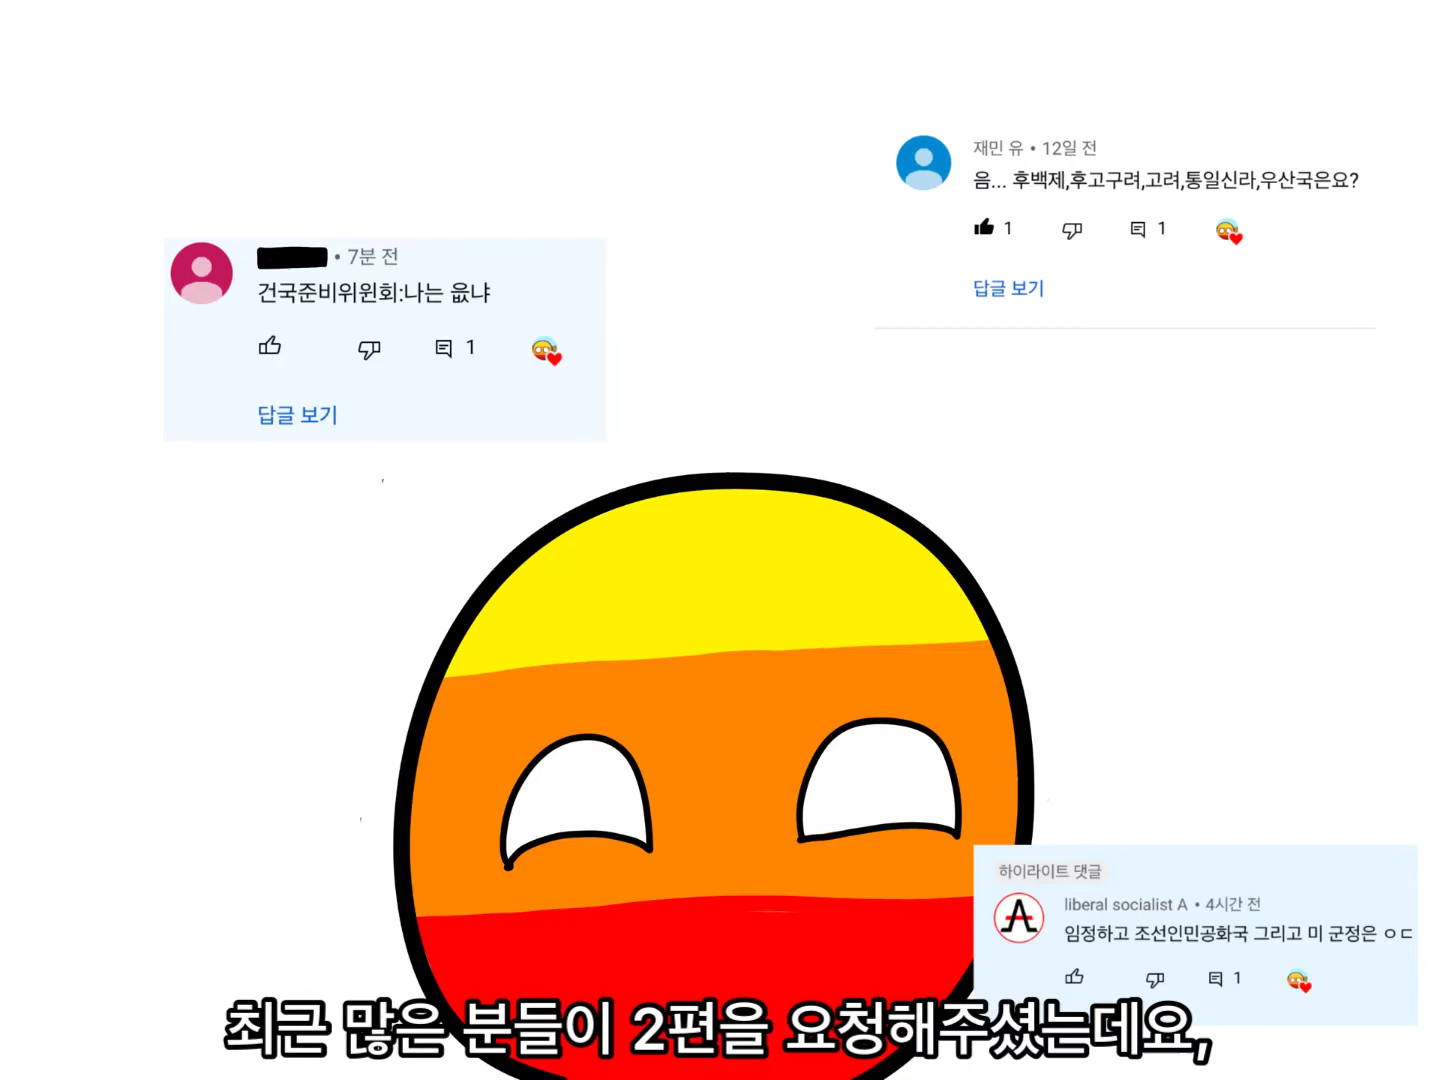 재민 유 • 12일 전
음... 후백제,후고구려,고려,통일신라,우산국은요?
1
1
답글 보기
• 7분 전
건국준비위윈회:나는 읎냐
1
답글 보기
하이라이트 댓글
liberal socialist A • 4시간 전
임정하고 조선인민공화국 그리고 미 군정은 ㅇㄷ
1
최근 많은 분들이 2편을 요청해주셨는데요,